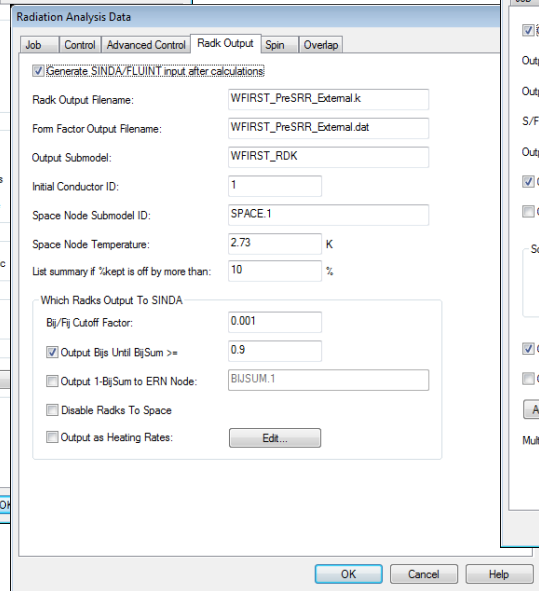 Radiation Analysis Data
Job Control Advanced Control Radk Output Spin Overlap
Generate SINDA/FLUINT input after calculations
Radk Output Filename: WFIRST_PreSRR_External.k
Form Factor Output Filename: WFIRST_PreSRR_External.dat
Output Submodel: WFIRST_RDK
Initial Conductor ID: 1
Space Node Submodel ID: SPACE.1
Space Node Temperature: 2.73 K
List summary if %kept is off by more than: 10 %
Which Radks Output To SINDA
Bij/Fij Cutoff Factor: 0.001
Output Bijs Until BijSum >= 0.9
Output 1-BijSum to ERN Node: BIJSUM.1
Disable Radks To Space
Output as Heating Rates: Edit...
OK Cancel Help